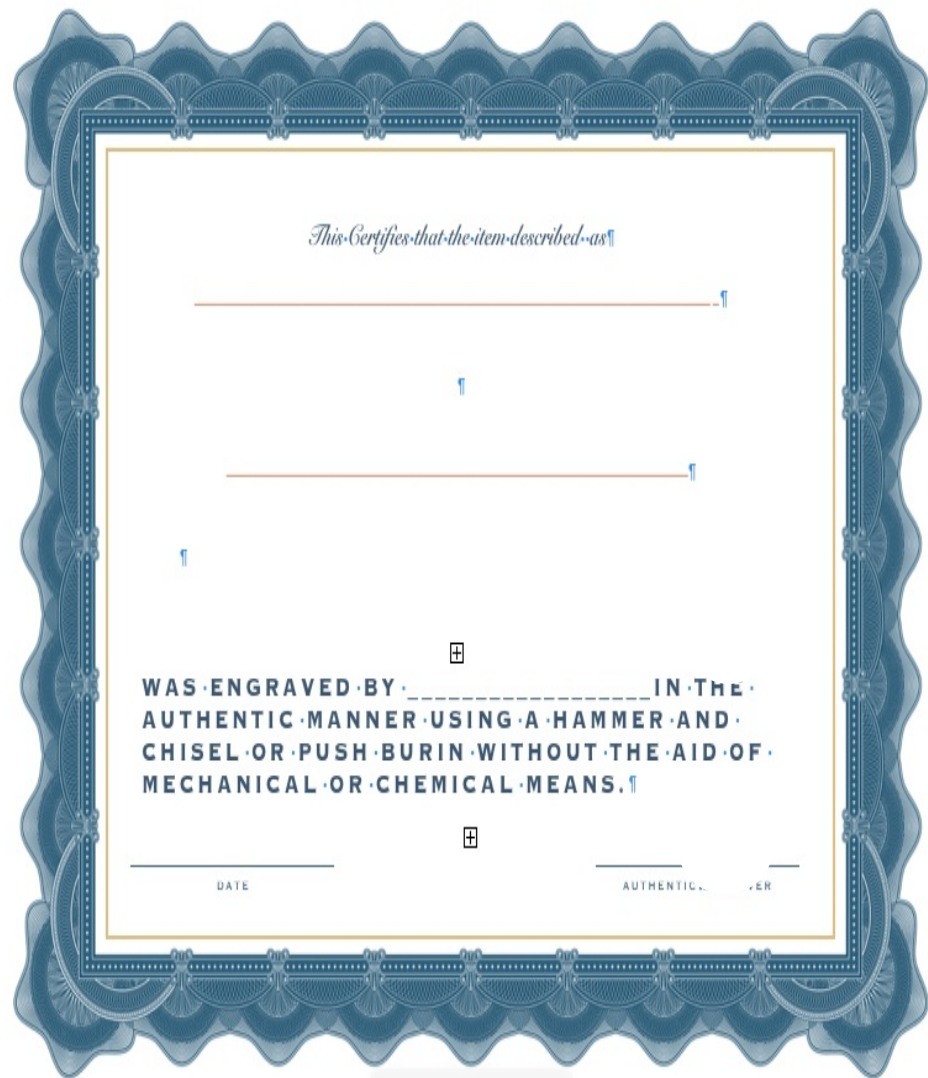 This Certifies that the item described as
WAS ENGRAVED BY __________________ IN THE
AUTHENTIC MANNER USING A HAMMER AND
CHISEL OR PUSH BURIN WITHOUT THE AID OF
MECHANICAL OR CHEMICAL MEANS.
DATE